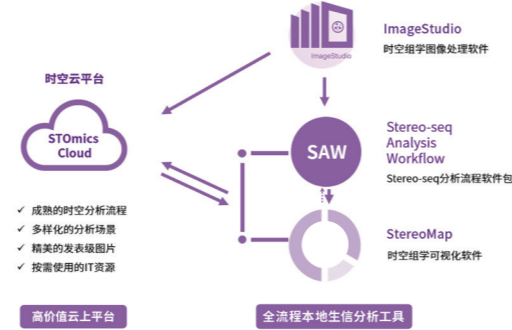 ImageStudio
ImageStudio
时空组学图像处理软件
时空云平台
STOmics
Cloud
SAW
Stereo-seq
Analysis
Workflow
Stereo-seq分析流程软件包
✓ 成熟的时空分析流程
✓ 多样化的分析场景
✓ 精美的发表级图片
✓ 按需使用的IT资源
StereoMap
时空组学可视化软件
高价值云上平台
全流程本地生信分析工具